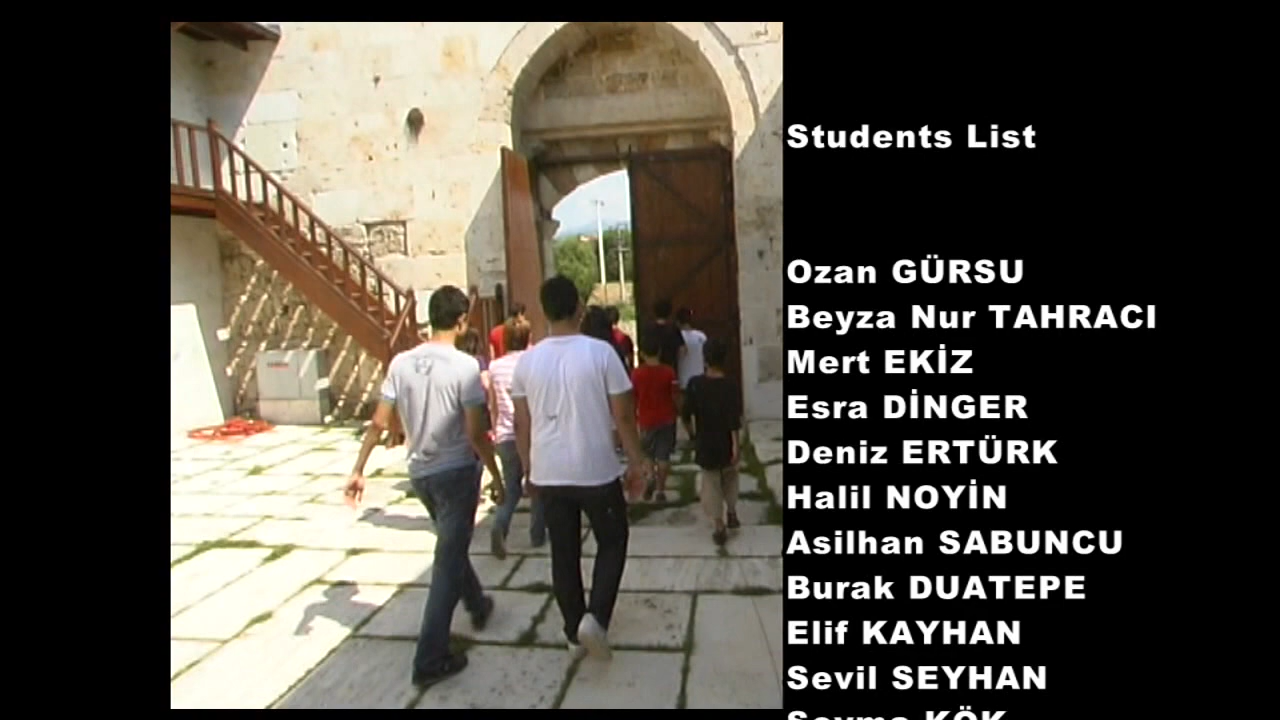 Students List
Ozan GÜRSU
Beyza Nur TAHRACI
Mert EKİZ
Esra DİNGER
Deniz ERTÜRK
Halil NOYİN
Asilhan SABUNCU
Burak DUATEPE
Elif KAYHAN
Sevil SEYHAN
KÖK